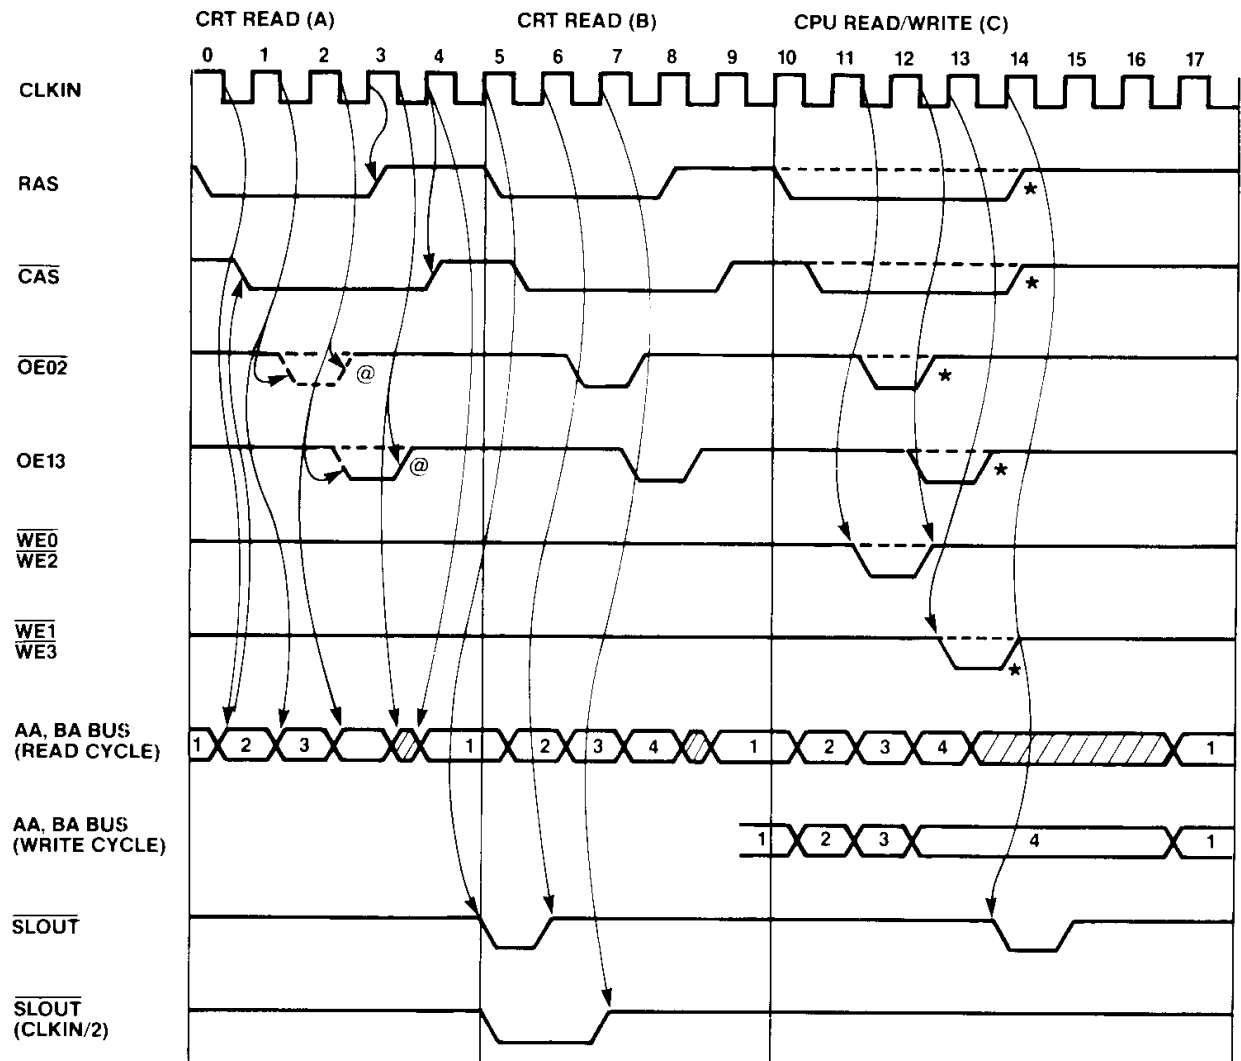 CRT READ (A) CRT READ (B) CPU READ/WRITE (C)
0 1 2 3 4 5 6 7 8 9 10 11 12 13 14 15 16 17
CLKIN
RAS *
CAS *
OE02 @ *
OE13 @ *
WE0
WE2
WE1
WE3 *
AA, BA BUS
(READ CYCLE) 1 2 3 1 2 3 4 1 2 3 4 1
AA, BA BUS
(WRITE CYCLE) 1 2 3 4 1
SLOUT
SLOUT
(CLKIN/2)